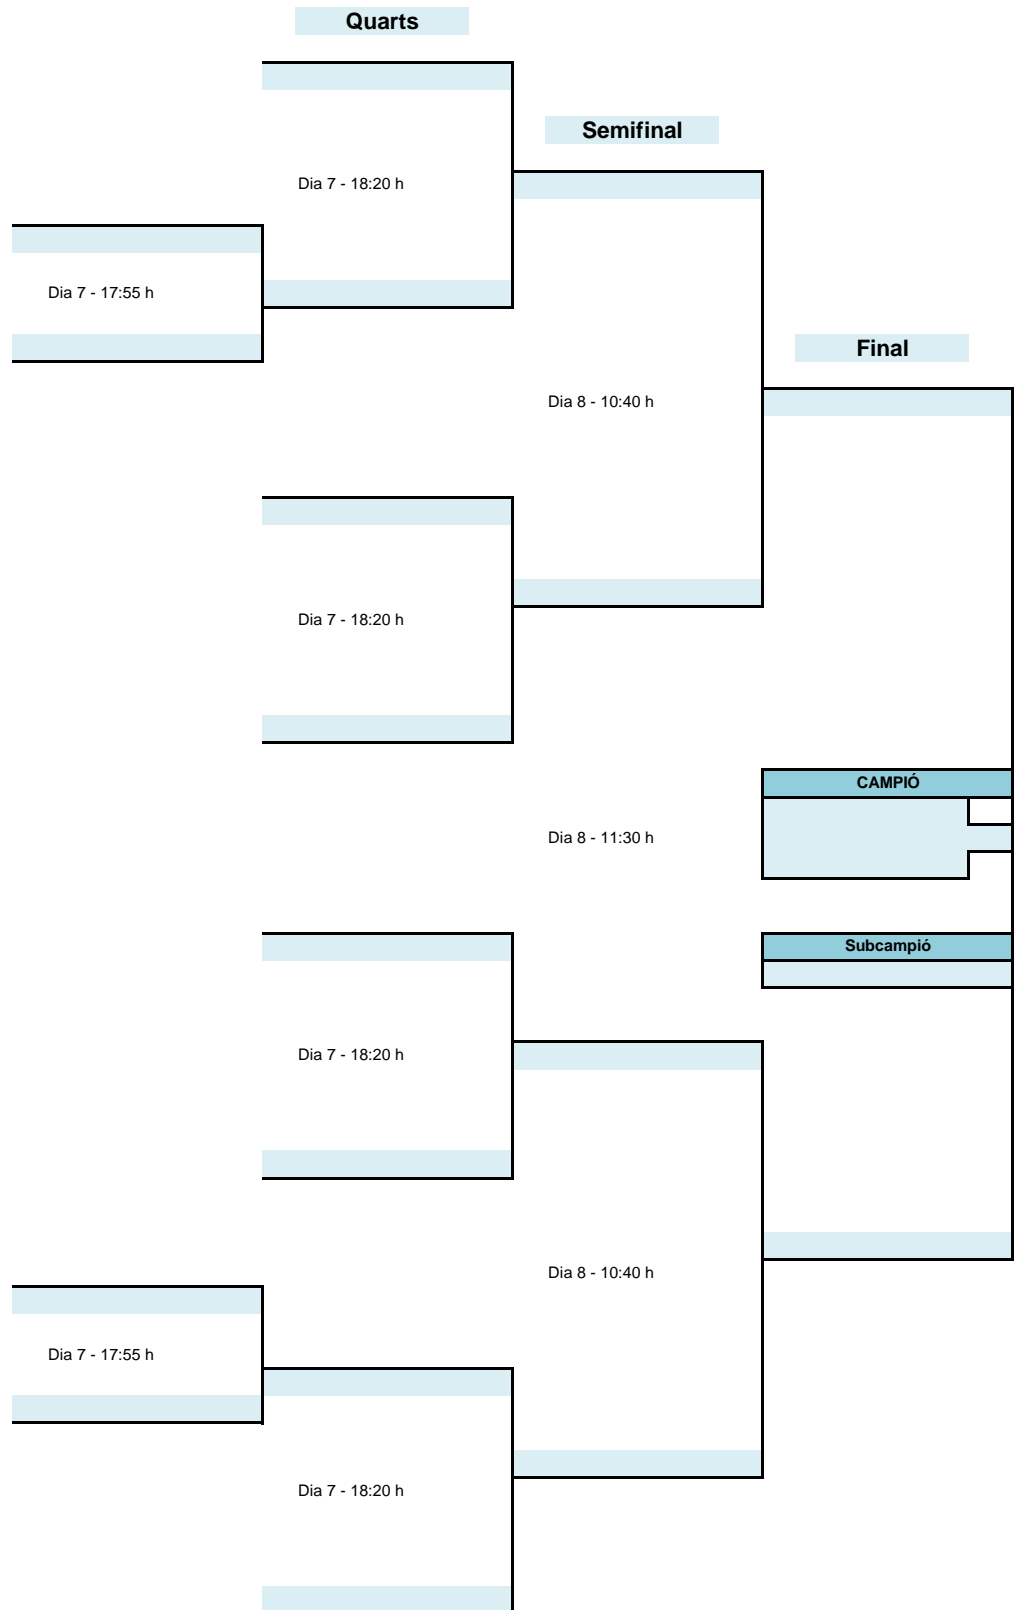 Quarts
Semifinal
Dia 7 - 18:20 h
Dia 7 - 17:55 h
Final
Dia 8 - 10:40 h
Dia 7 - 18:20 h
CAMPIÓ
Dia 8 - 11:30 h
Subcampió
Dia 7 - 18:20 h
Dia 8 - 10:40 h
Dia 7 - 17:55 h
Dia 7 - 18:20 h